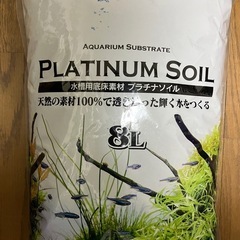 AQUARIUM SUBSTRATE
PLATINUM SOIL
水槽用底床素材 プラチナソイル
天然の素材100%で透きとおった輝く水をつくる
8L